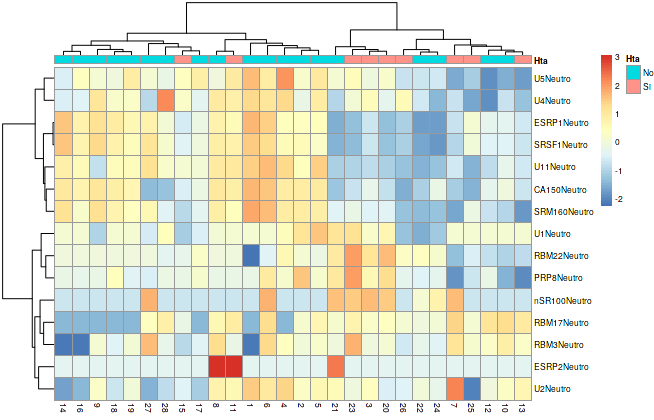 Hta
3
2
1
0
-1
-2
Hta
No
Si
U5Neutro
U4Neutro
ESRP1Neutro
SRSF1Neutro
U11Neutro
CA150Neutro
SRM160Neutro
U1Neutro
RBM22Neutro
PRP8Neutro
nSR100Neutro
RBM17Neutro
RBM3Neutro
ESRP2Neutro
U2Neutro
14 16 9 18 19 27 28 15 17 8 11 1 6 4 2 5 21 23 3 20 26 22 24 7 25 12 10 13